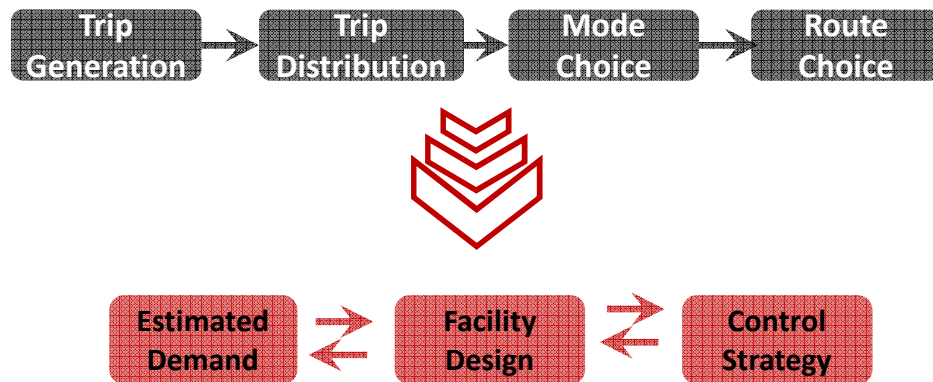 Trip
Generation
Trip
Distribution
Mode
Choice
Route
Choice
Estimated
Demand
Facility
Design
Control
Strategy